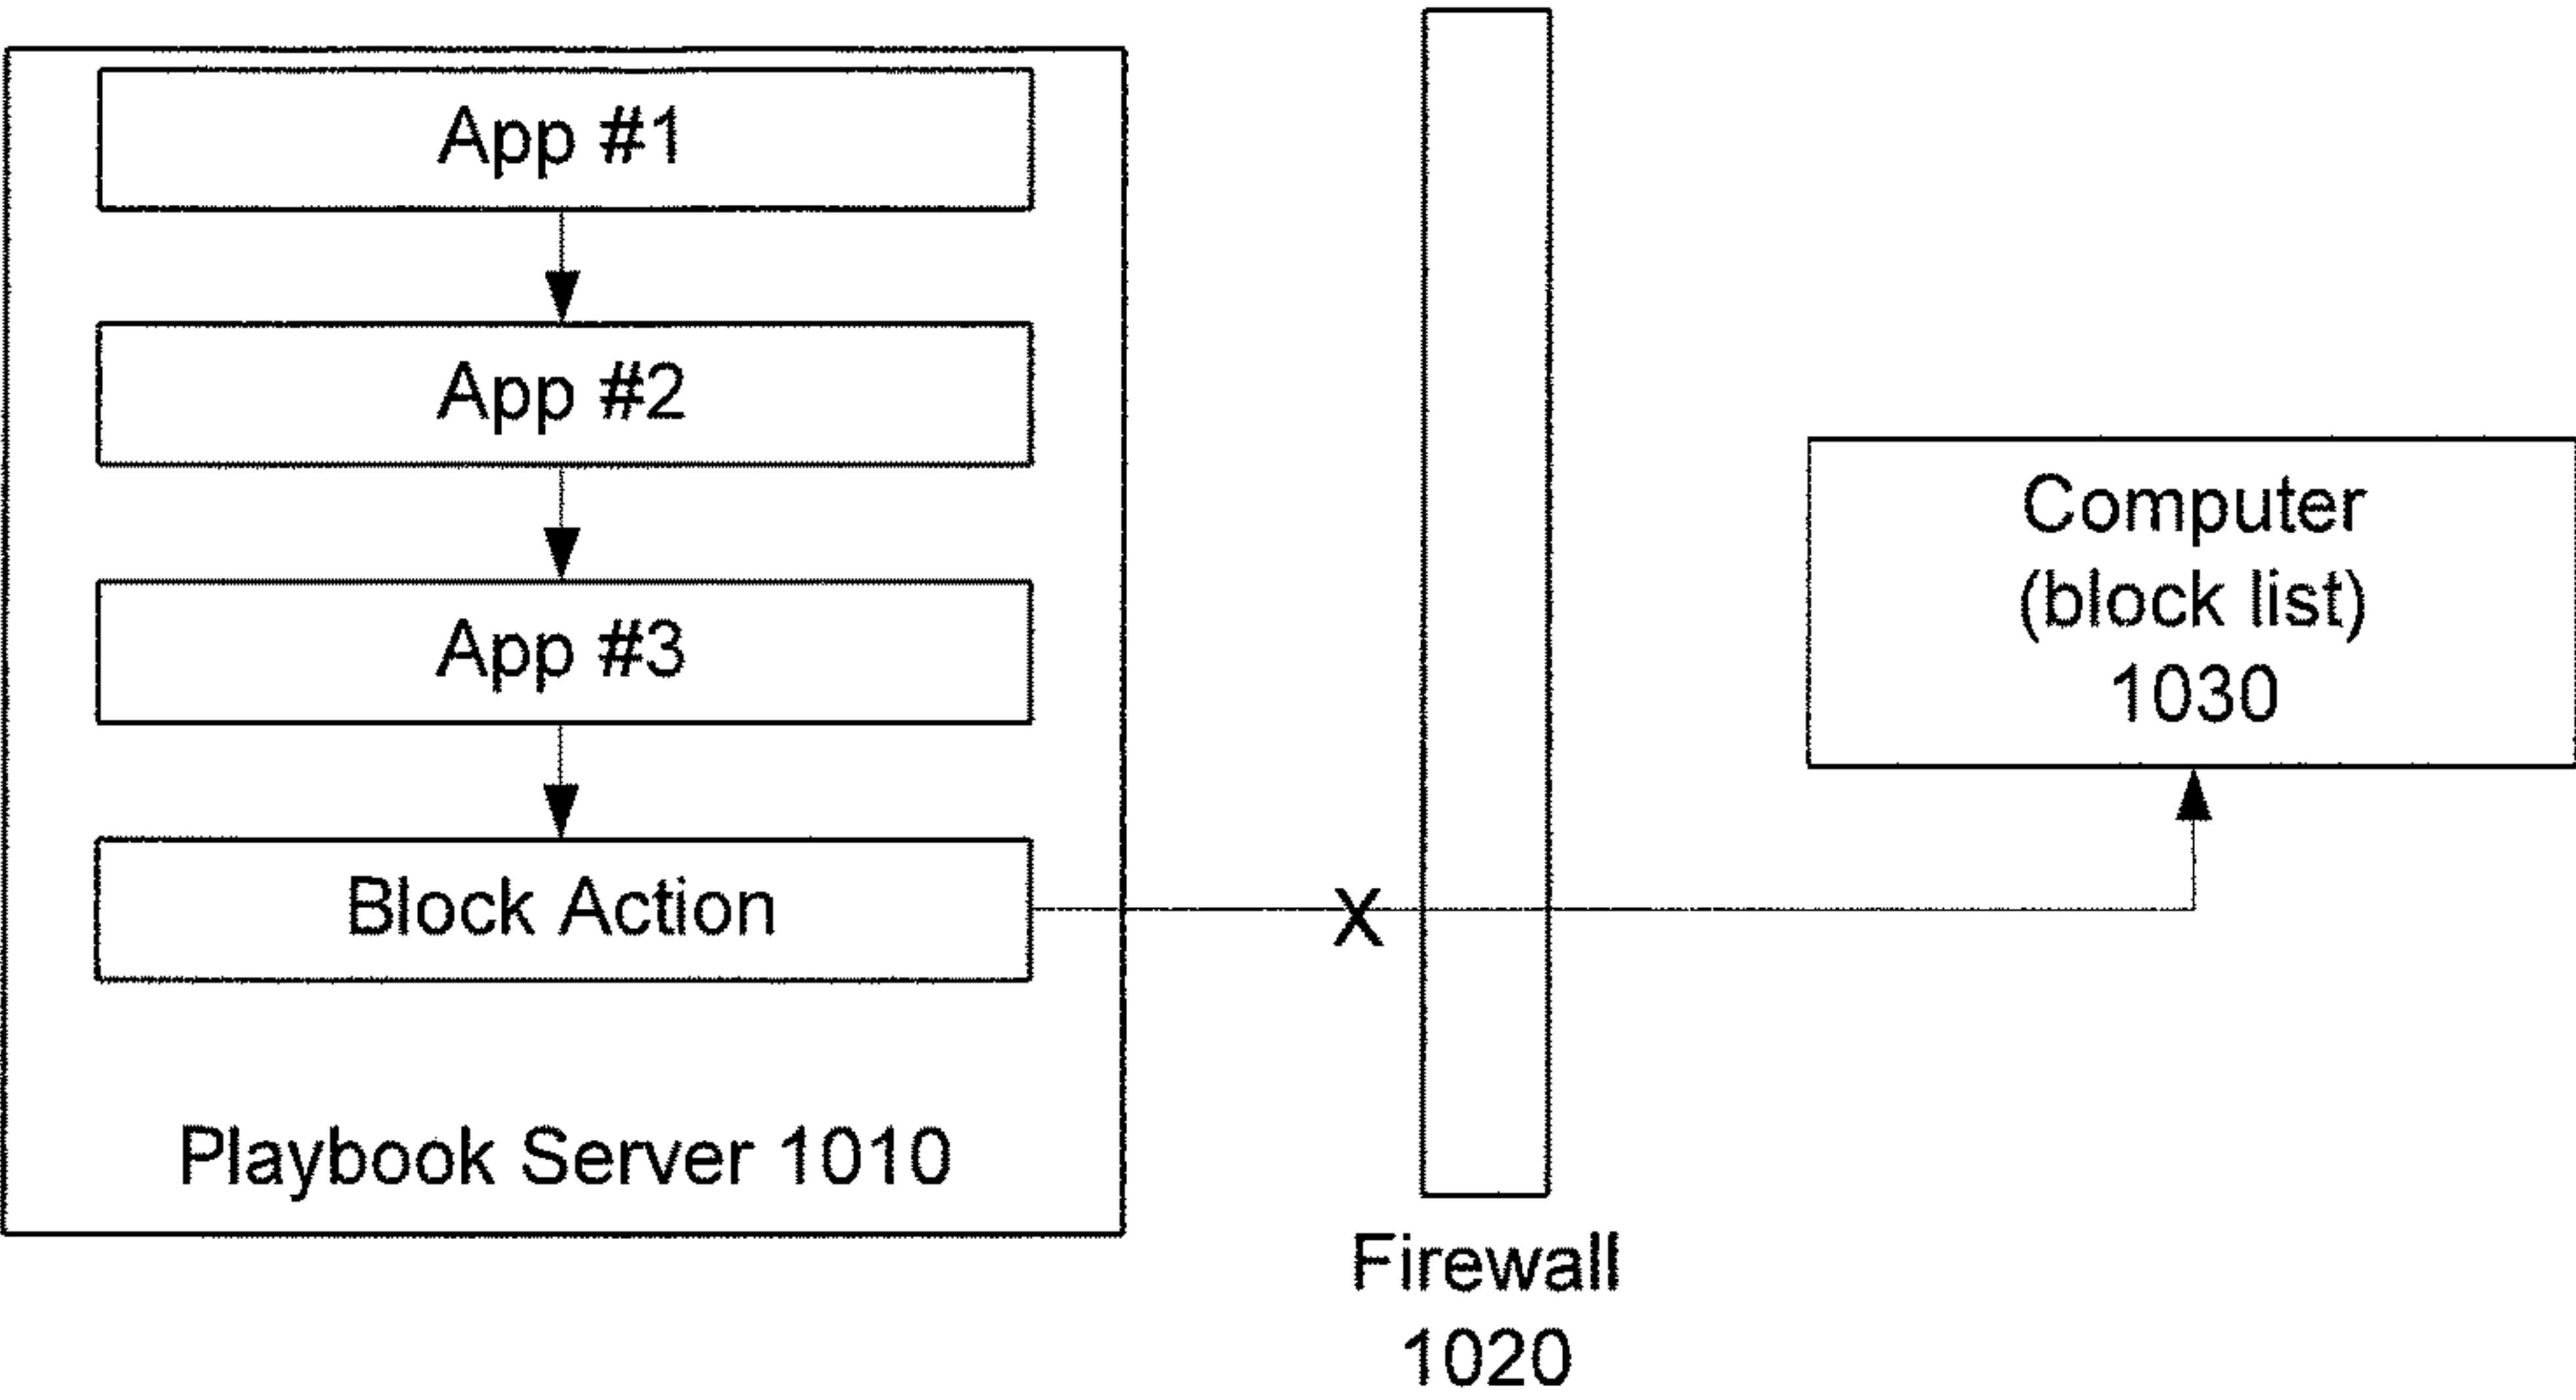 App #1
App #2
App #3
Block Action
Playbook Server 1010
X
Firewall
1020
Computer
(block list)
1030